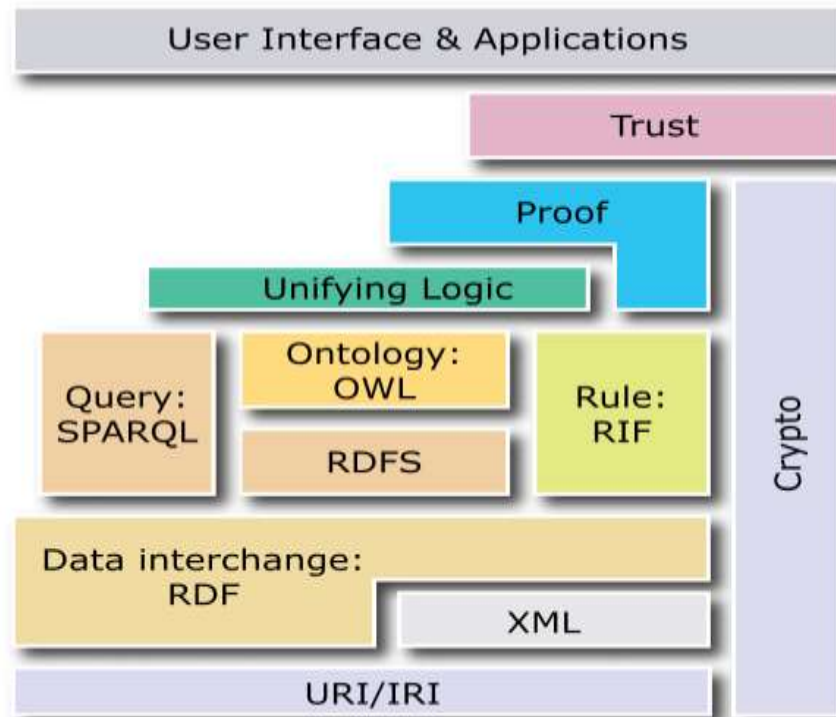 User Interface & Applications
Trust
Proof
Unifying Logic
Ontology:
OWL
Query:
SPARQL
Rule:
RIF
RDFS
Crypto
Data interchange:
RDF
XML
URI/IRI